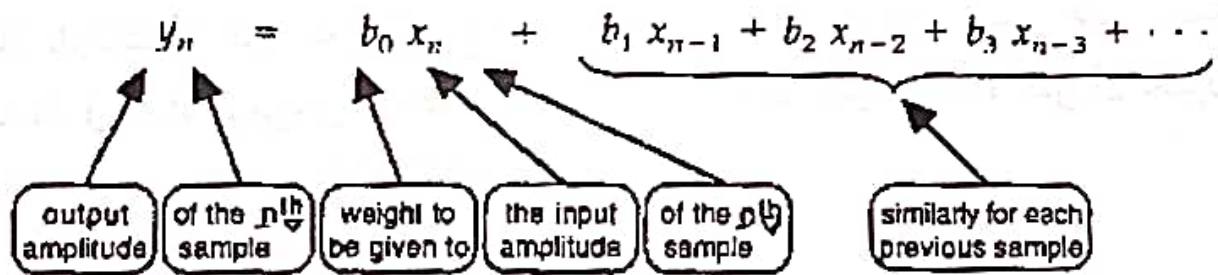 yₙ = b₀ xₙ + b₁ xₙ₋₁ + b₂ xₙ₋₂ + b₃ xₙ₋₃ + · · ·
output amplitude
of the nth sample
weight to be given to
the input amplitude
of the nth sample
similarly for each previous sample